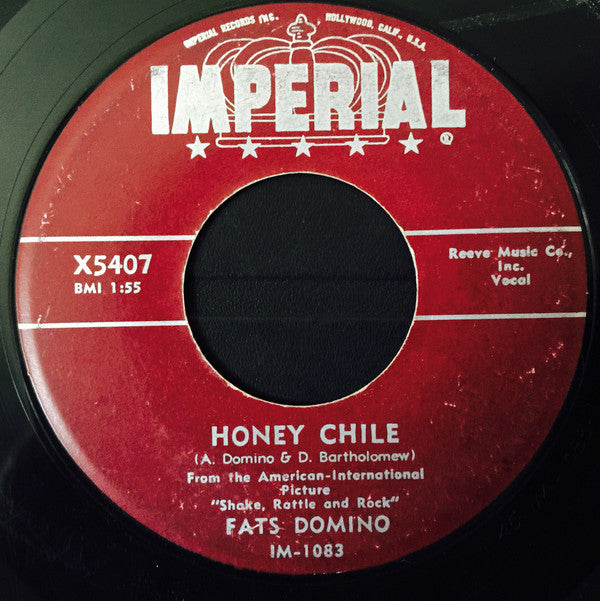 IMPERIAL RECORDS INC. HOLLYWOOD, CALIF., U.S.A.
IMPERIAL
X5407
BMI 1:55
Reeve Music Co.,
Inc.
Vocal
HONEY CHILE
(A. Domino & D. Bartholomew)
From the American-International
Picture
"Shake, Rattle and Rock"
FATS DOMINO
IM-1083